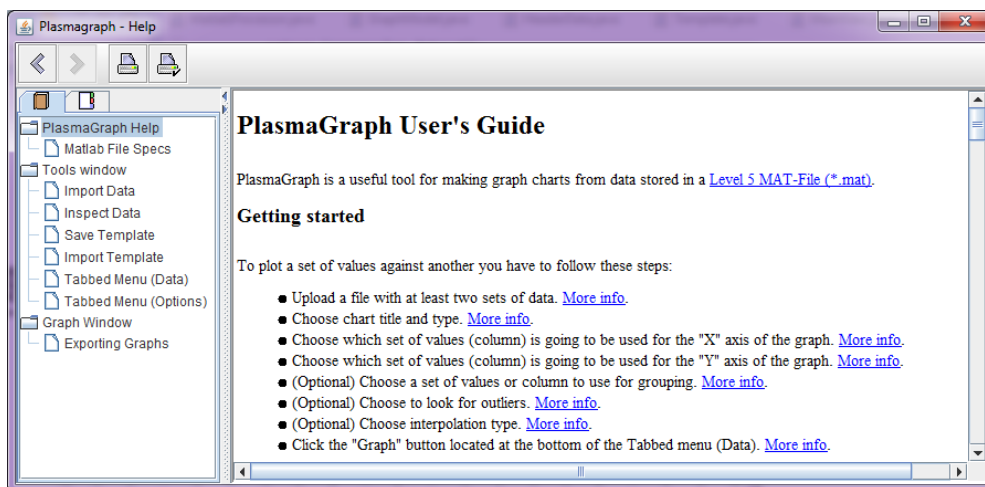 Plasmagraph - Help
PlasmaGraph Help
Matlab File Specs
Tools window
Import Data
Inspect Data
Save Template
Import Template
Tabbed Menu (Data)
Tabbed Menu (Options)
Graph Window
Exporting Graphs
PlasmaGraph User's Guide
PlasmaGraph is a useful tool for making graph charts from data stored in a Level 5 MAT-File (*.mat).
Getting started
To plot a set of values against another you have to follow these steps:
Upload a file with at least two sets of data. More info.
Choose chart title and type. More info.
Choose which set of values (column) is going to be used for the "X" axis of the graph. More info.
Choose which set of values (column) is going to be used for the "Y" axis of the graph. More info.
(Optional) Choose a set of values or column to use for grouping. More info.
(Optional) Choose to look for outliers. More info.
(Optional) Choose interpolation type. More info.
Click the "Graph" button located at the bottom of the Tabbed menu (Data). More info.